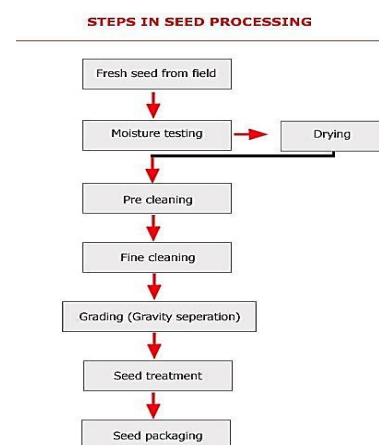 STEPS IN SEED PROCESSING
Fresh seed from field
Moisture testing
Drying
Pre cleaning
Fine cleaning
Grading (Gravity seperation)
Seed treatment
Seed packaging